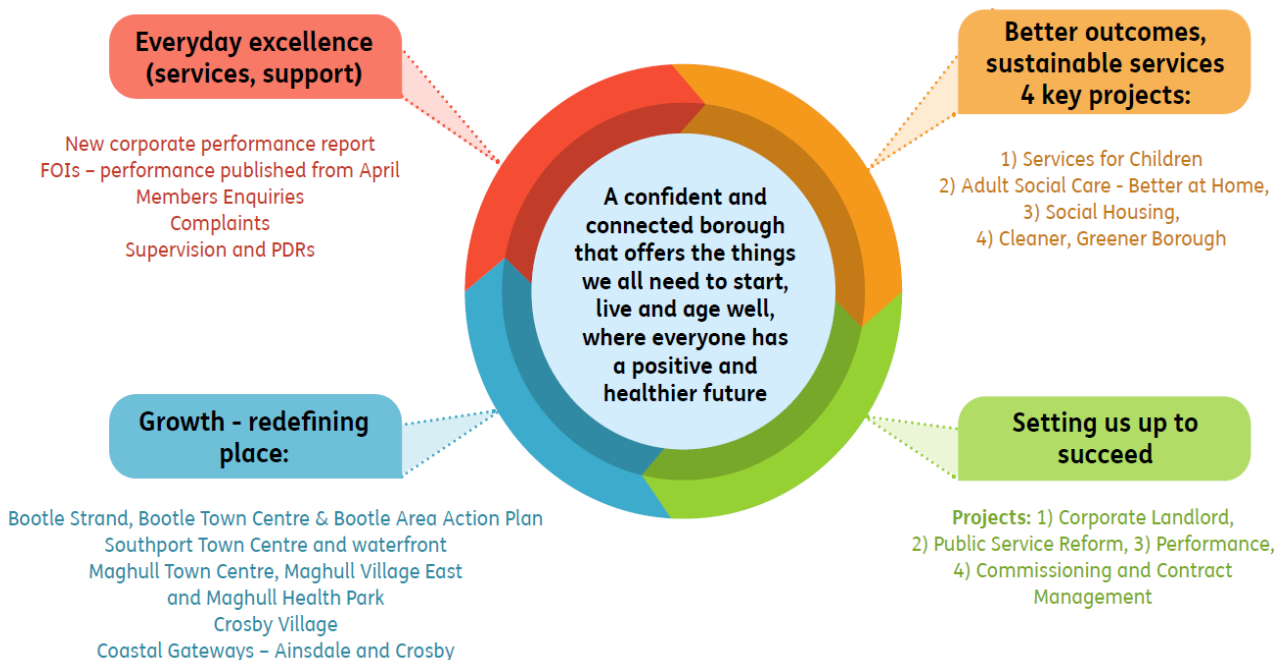 Everyday excellence
(services, support)
New corporate performance report
FOIs – performance published from April
Members Enquiries
Complaints
Supervision and PDRs
Better outcomes,
sustainable services
4 key projects:
1) Services for Children
2) Adult Social Care - Better at Home,
3) Social Housing,
4) Cleaner, Greener Borough
A confident and
connected borough
that offers the things
we all need to start,
live and age well,
where everyone has
a positive and
healthier future
Growth - redefining
place:
Bootle Strand, Bootle Town Centre & Bootle Area Action Plan
Southport Town Centre and waterfront
Maghull Town Centre, Maghull Village East
and Maghull Health Park
Crosby Village
Coastal Gateways – Ainsdale and Crosby
Setting us up to
succeed
Projects: 1) Corporate Landlord,
2) Public Service Reform, 3) Performance,
4) Commissioning and Contract
Management